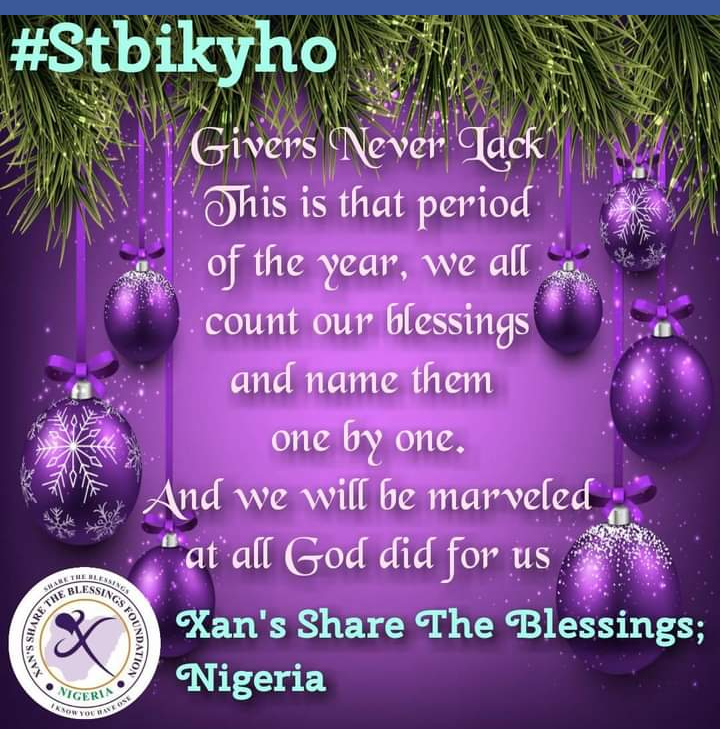 #Stbikyho
Givers Never Lack
This is that period
of the year, we all
count our blessings
and name them
one by one.
And we will be marveled
at all God did for us
Xan's Share The Blessings;
Nigeria
SHARE THE BLESSINGS
XAN'S SHARE THE BLESSINGS FOUNDATION
NIGERIA
I KNOW YOU HAVE ONE